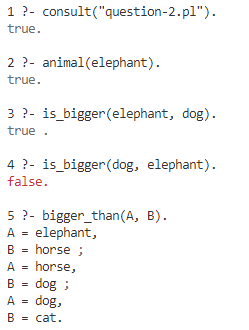 1 ?- consult("question-2.pl").
true.
2 ?- animal(elephant).
true.
3 ?- is_bigger(elephant, dog).
true .
4 ?- is_bigger(dog, elephant).
false.
5 ?- bigger_than(A, B).
A = elephant,
B = horse ;
A = horse,
B = dog ;
A = dog,
B = cat.